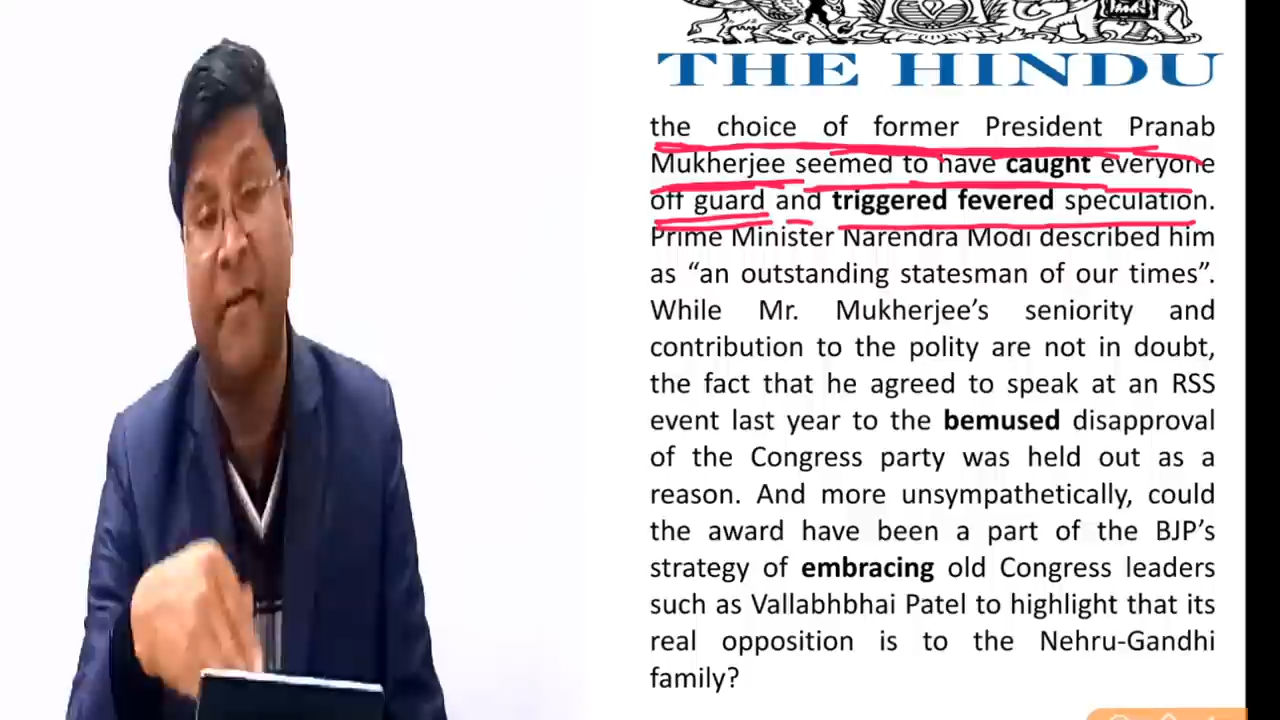 THE HINDU
the choice of former President Pranab
Mukherjee seemed to have caught everyone
off guard and triggered fevered speculation.
Prime Minister Narendra Modi described him
as “an outstanding statesman of our times”.
While Mr. Mukherjee’s seniority and
contribution to the polity are not in doubt,
the fact that he agreed to speak at an RSS
event last year to the bemused disapproval
of the Congress party was held out as a
reason. And more unsympathetically, could
the award have been a part of the BJP’s
strategy of embracing old Congress leaders
such as Vallabhbhai Patel to highlight that its
real opposition is to the Nehru-Gandhi
family?